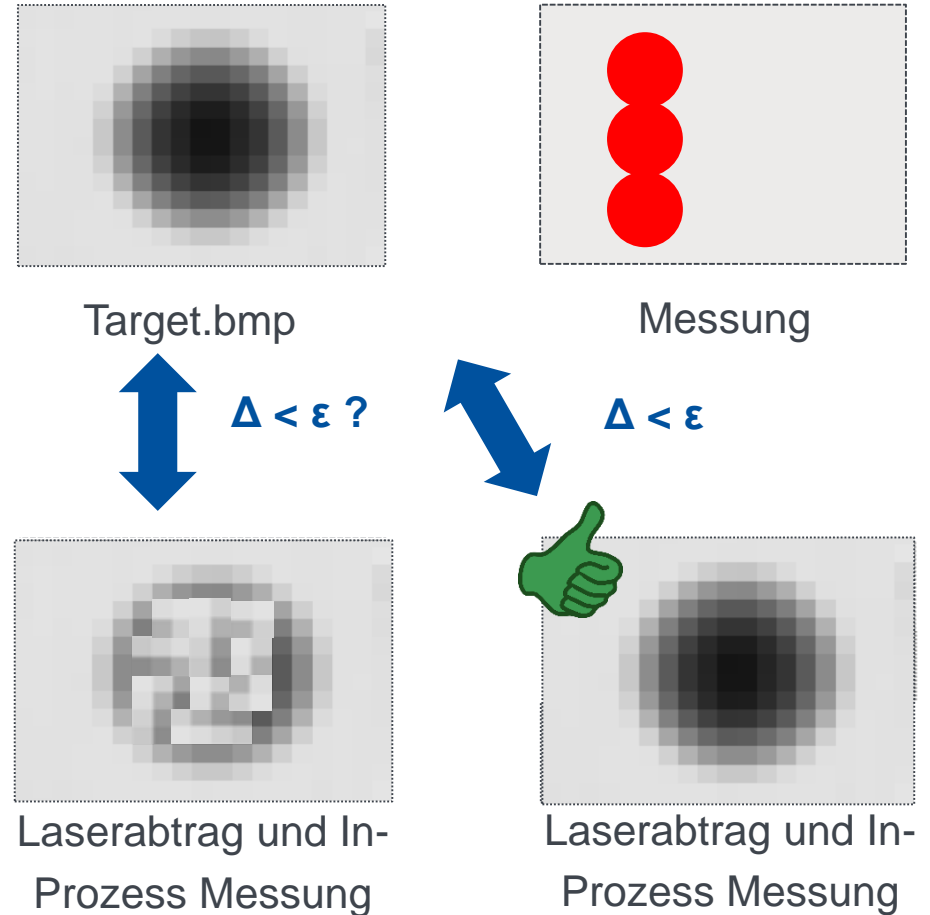 Target.bmp
Messung
Δ < ε ?
Δ < ε
Laserabtrag und In-
Prozess Messung
Laserabtrag und In-
Prozess Messung